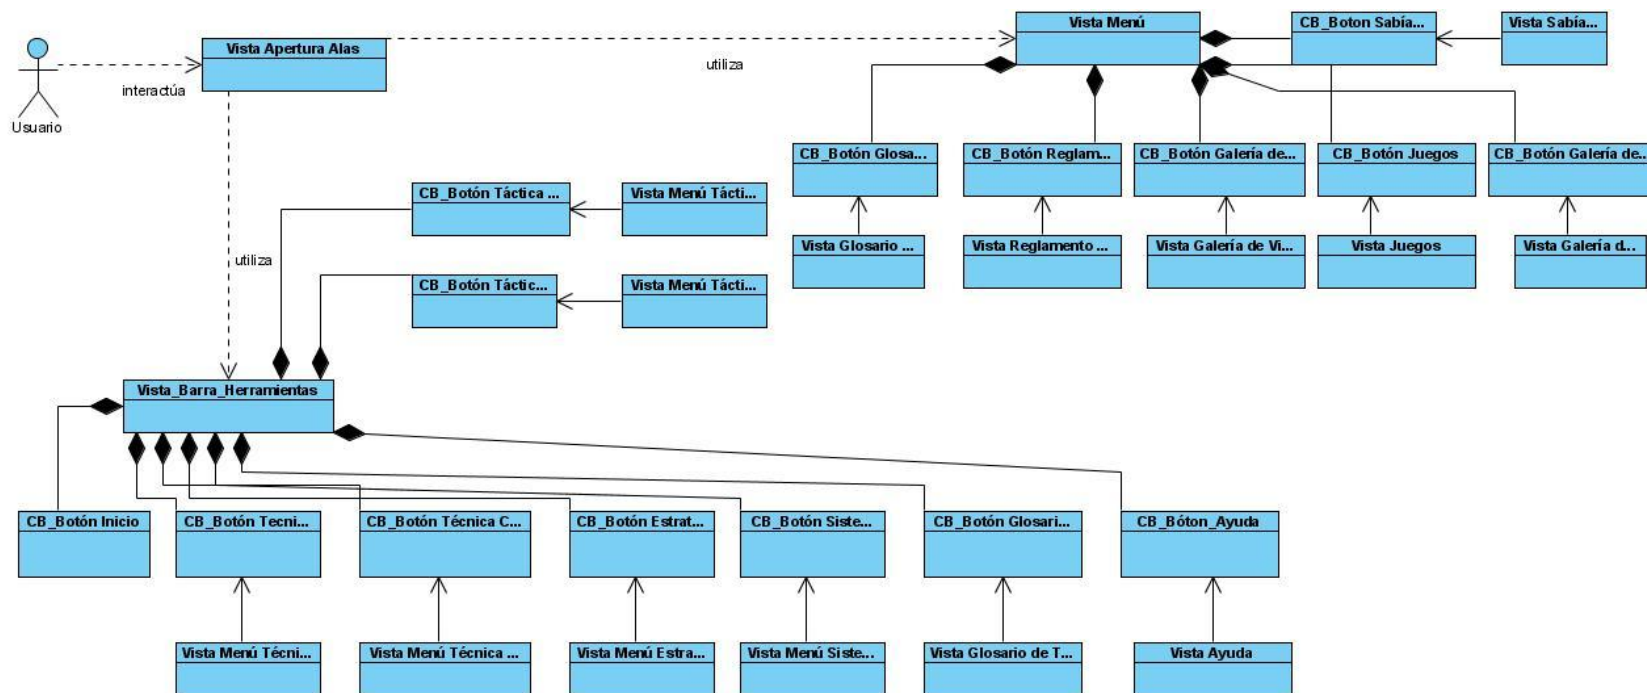 Vista Menú
CB_Boton Sabía...
Vista Sabía...
Vista Apertura Alas
utiliza
interactúa
Usuario
CB_Botón Glosa...
CB_Botón Reglam...
CB_Botón Galería de...
CB_Botón Juegos
CB_Botón Galería de...
CB_Botón Táctica ...
Vista Menú Tácti...
Vista Glosario ...
Vista Reglamento ...
Vista Galería de Vi...
Vista Juegos
Vista Galería d...
utiliza
CB_Botón Táctic...
Vista Menú Tácti...
Vista_Barra_Herramientas
CB_Botón Inicio
CB_Botón Tecni...
CB_Botón Técnica C...
CB_Botón Estrat...
CB_Botón Siste...
CB_Botón Glosari...
CB_Bóton_Ayuda
Vista Menú Técni...
Vista Menú Técnica ...
Vista Menú Estra...
Vista Menú Siste...
Vista Glosario de T...
Vista Ayuda